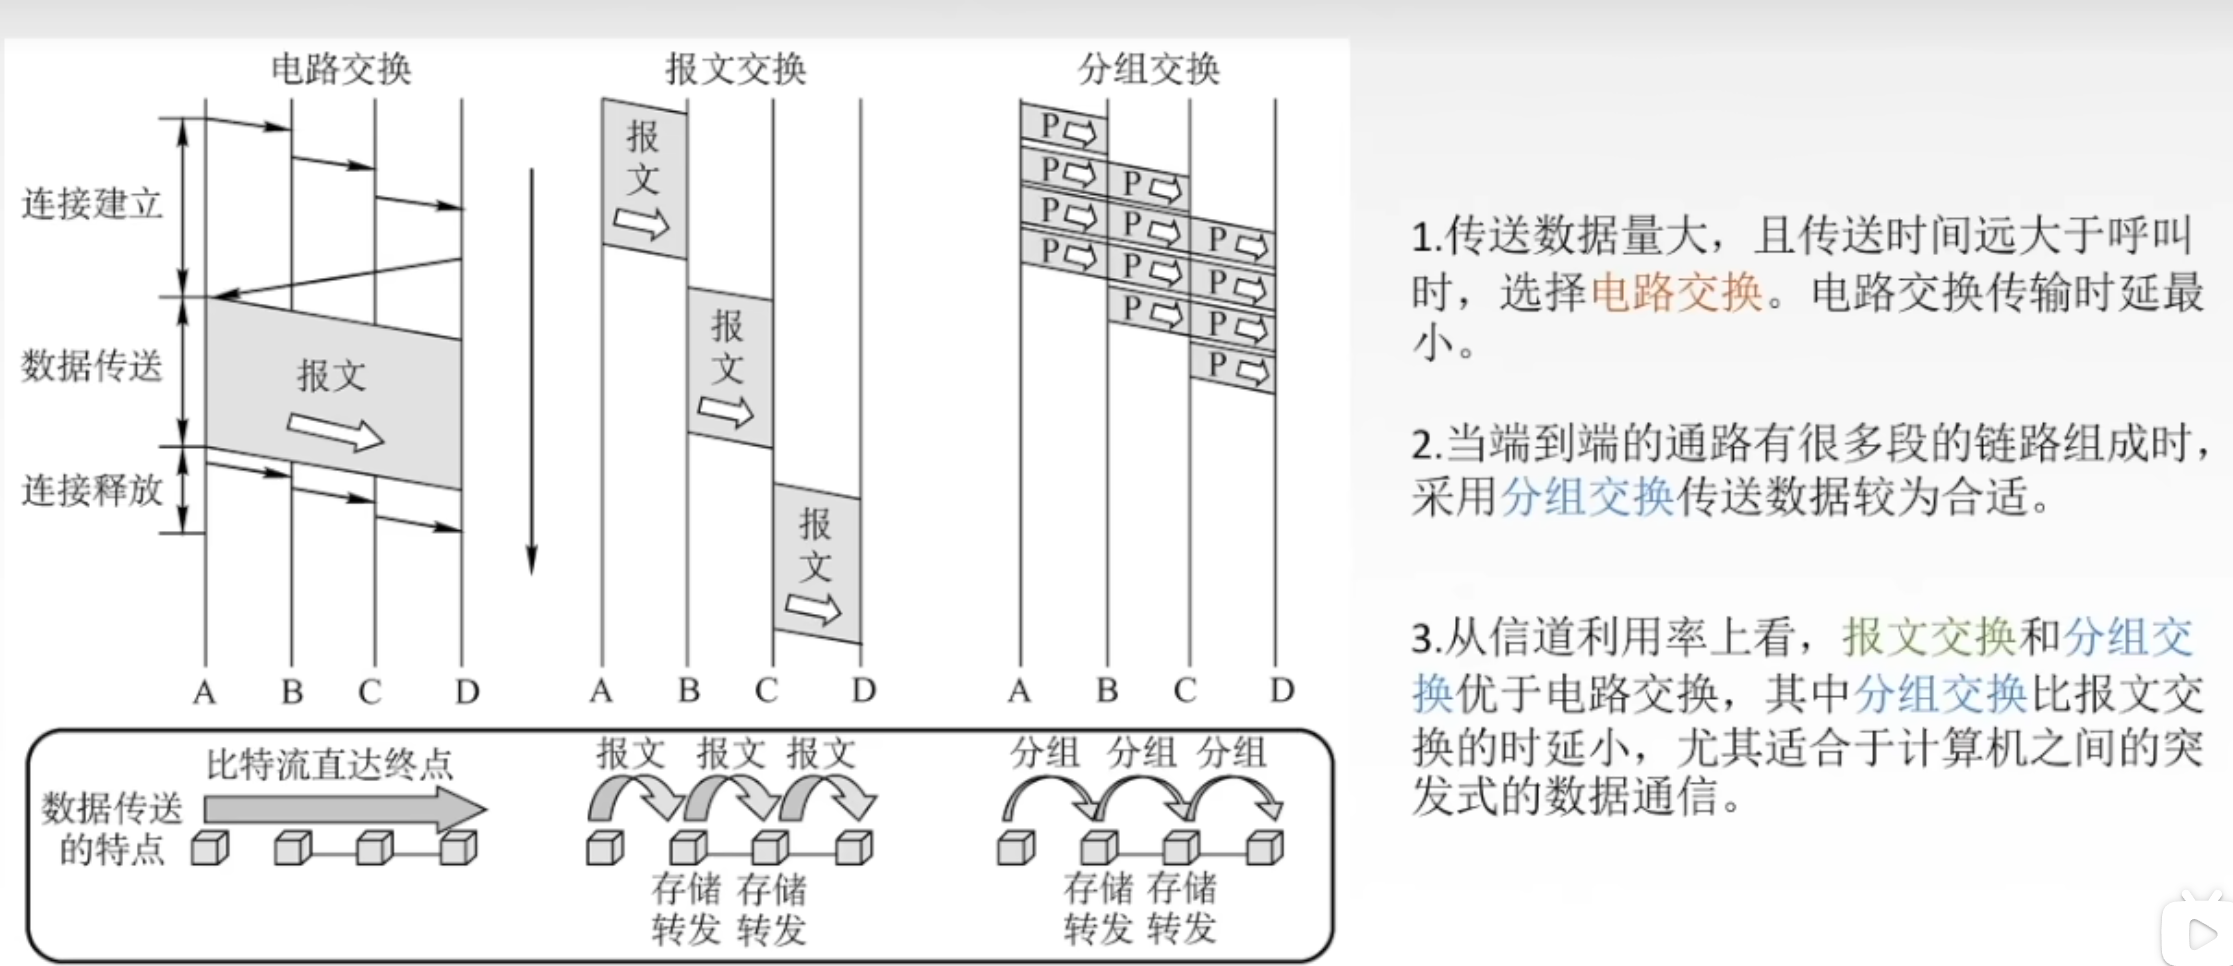 电路交换
报文交换
分组交换
连接建立
数据传送
连接释放
报文
报
文
报
文
报
文
P
P
P
P
P
P
P
P
P
P
P
P
A B C D
A B C D
A B C D
数据传送
的特点
比特流直达终点
报文 报文 报文
存储 存储
转发 转发
分组 分组 分组
存储 存储
转发 转发
1.传送数据量大，且传送时间远大于呼叫
时，选择电路交换。电路交换传输时延最
小。
2.当端到端的通路有很多段的链路组成时，
采用分组交换传送数据较为合适。
3.从信道利用率上看，报文交换和分组交
换优于电路交换，其中分组交换比报文交
换的时延小，尤其适合于计算机之间的突
发式的数据通信。